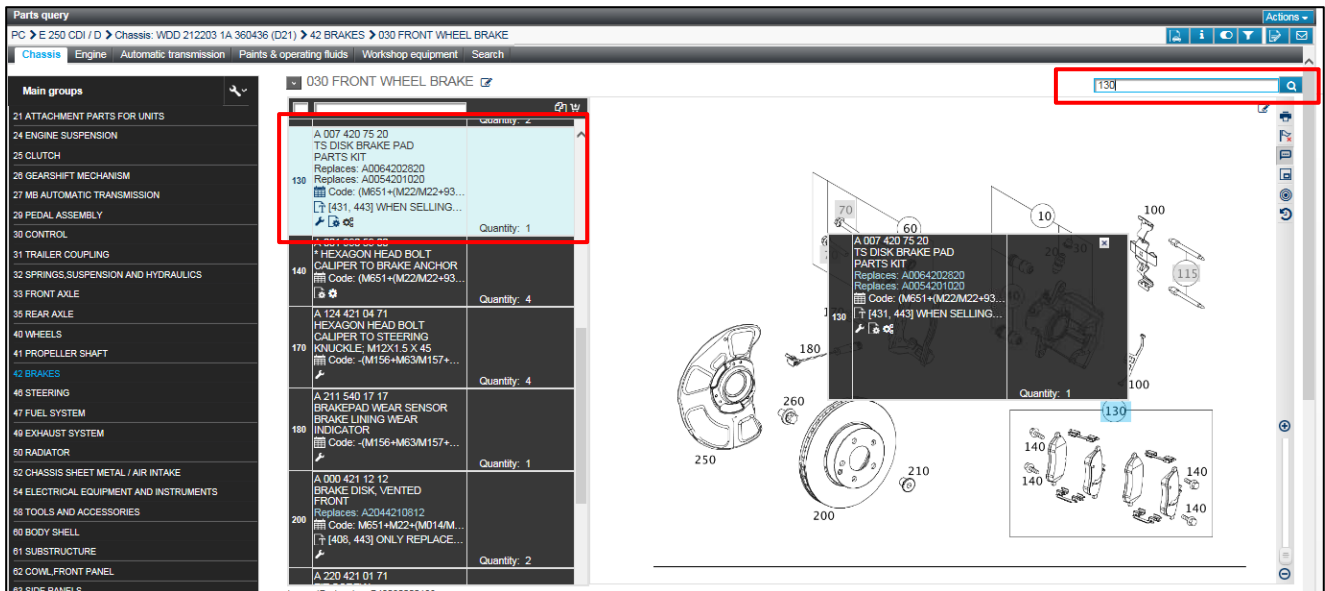 Parts query
Actions
PC > E 250 CDI / D > Chassis: WDD 212203 1A 360436 (D21) > 42 BRAKES > 030 FRONT WHEEL BRAKE
Chassis Engine Automatic transmission Paints & operating fluids Workshop equipment Search
Main groups
21 ATTACHMENT PARTS FOR UNITS
24 ENGINE SUSPENSION
25 CLUTCH
26 GEARSHIFT MECHANISM
27 MB AUTOMATIC TRANSMISSION
29 PEDAL ASSEMBLY
30 CONTROL
31 TRAILER COUPLING
32 SPRINGS,SUSPENSION AND HYDRAULICS
33 FRONT AXLE
35 REAR AXLE
40 WHEELS
41 PROPELLER SHAFT
42 BRAKES
46 STEERING
47 FUEL SYSTEM
49 EXHAUST SYSTEM
50 RADIATOR
52 CHASSIS SHEET METAL / AIR INTAKE
54 ELECTRICAL EQUIPMENT AND INSTRUMENTS
58 TOOLS AND ACCESSORIES
60 BODY SHELL
61 SUBSTRUCTURE
62 COWL,FRONT PANEL
63 SIDE PANELS
030 FRONT WHEEL BRAKE
130
Quantity: 2
A 007 420 75 20
TS DISK BRAKE PAD
PARTS KIT
Replaces: A0064202820
130 Replaces: A0054201020
Code: (M651+(M22/M22+93...
[431, 443] WHEN SELLING...
Quantity: 1
* HEXAGON HEAD BOLT
140 CALIPER TO BRAKE ANCHOR
Code: (M651+(M22/M22+93...
Quantity: 4
A 124 421 04 71
HEXAGON HEAD BOLT
CALIPER TO STEERING
170 KNUCKLE; M12X1.5 X 45
Code: -(M156+M63/M157+...
Quantity: 4
A 211 540 17 17
BRAKEPAD WEAR SENSOR
BRAKE LINING WEAR
180 INDICATOR
Code: -(M156+M63/M157+...
Quantity: 1
A 000 421 12 12
BRAKE DISK, VENTED
FRONT
Replaces: A2044210812
200 Code: M651+M22+(M014/M...
[408, 443] ONLY REPLACE...
Quantity: 2
A 220 421 01 71
70
60
10
100
20
30
115
A 007 420 75 20
TS DISK BRAKE PAD
PARTS KIT
Replaces: A0064202820
Replaces: A0054201020
Code: (M651+(M22/M22+93...
130 [431, 443] WHEN SELLING...
Quantity: 1
180
100
260
130
250
210
200
140
140
140
140